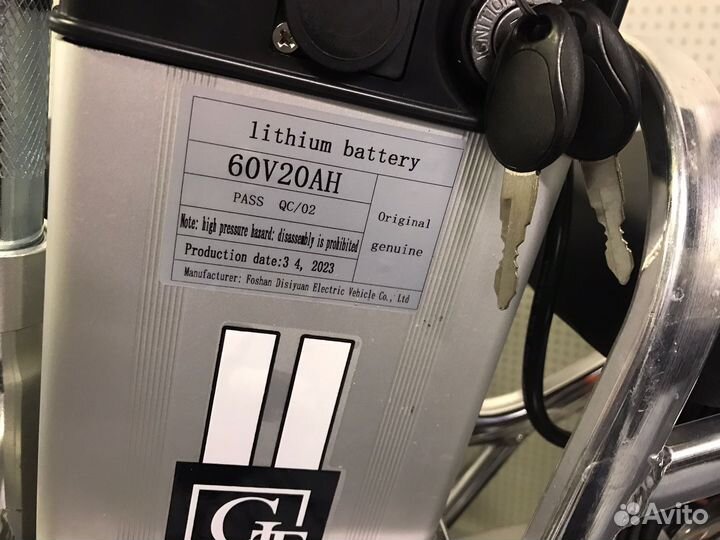 IGNITION
lithium battery
60V20AH
PASS QC/02
Original
genuine
Note: high pressure hazard: disassembly is prohibited
Production date:3 4, 2023
Manufacturer: Foshan Disiyuan Electric Vehicle Co., Ltd
Avito